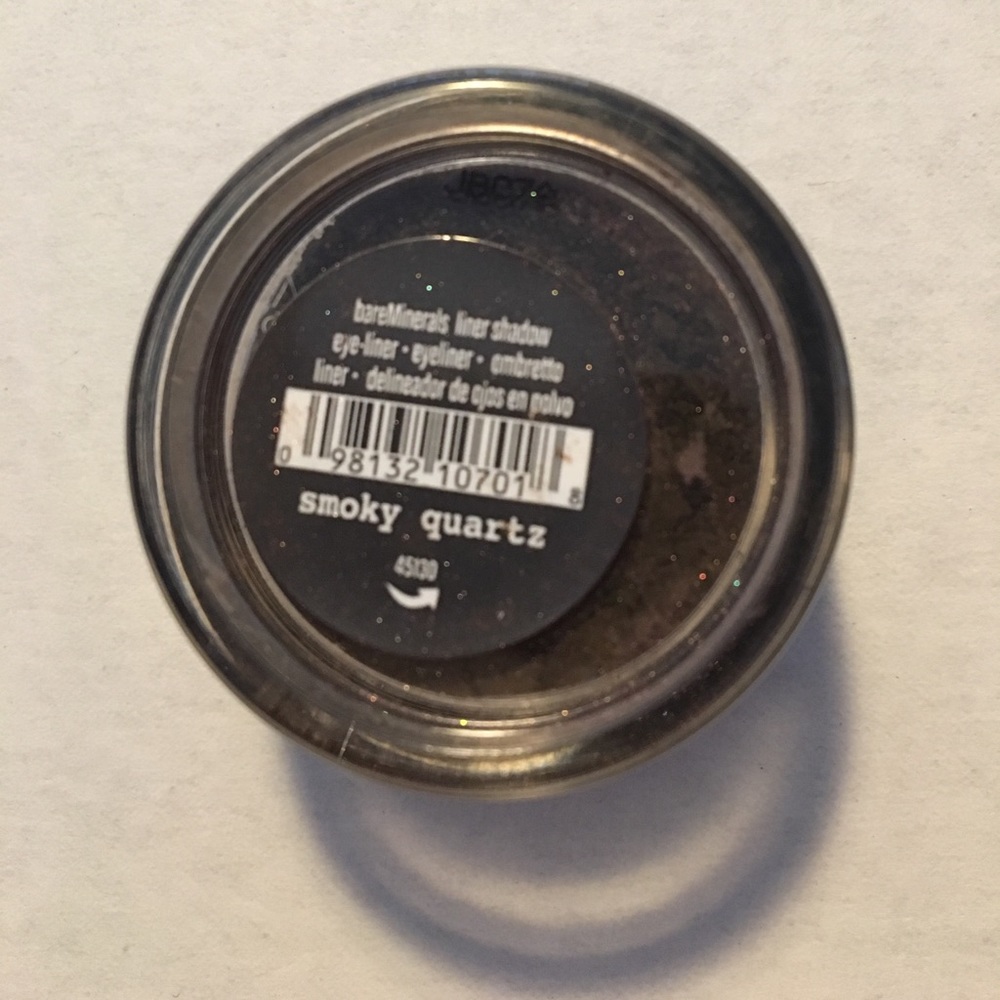 bareMinerals liner shadow
eye-liner • eyeliner • ombretto
liner • delineador de ojos en polvo
0 98132 10701 8
smoky quartz
45130